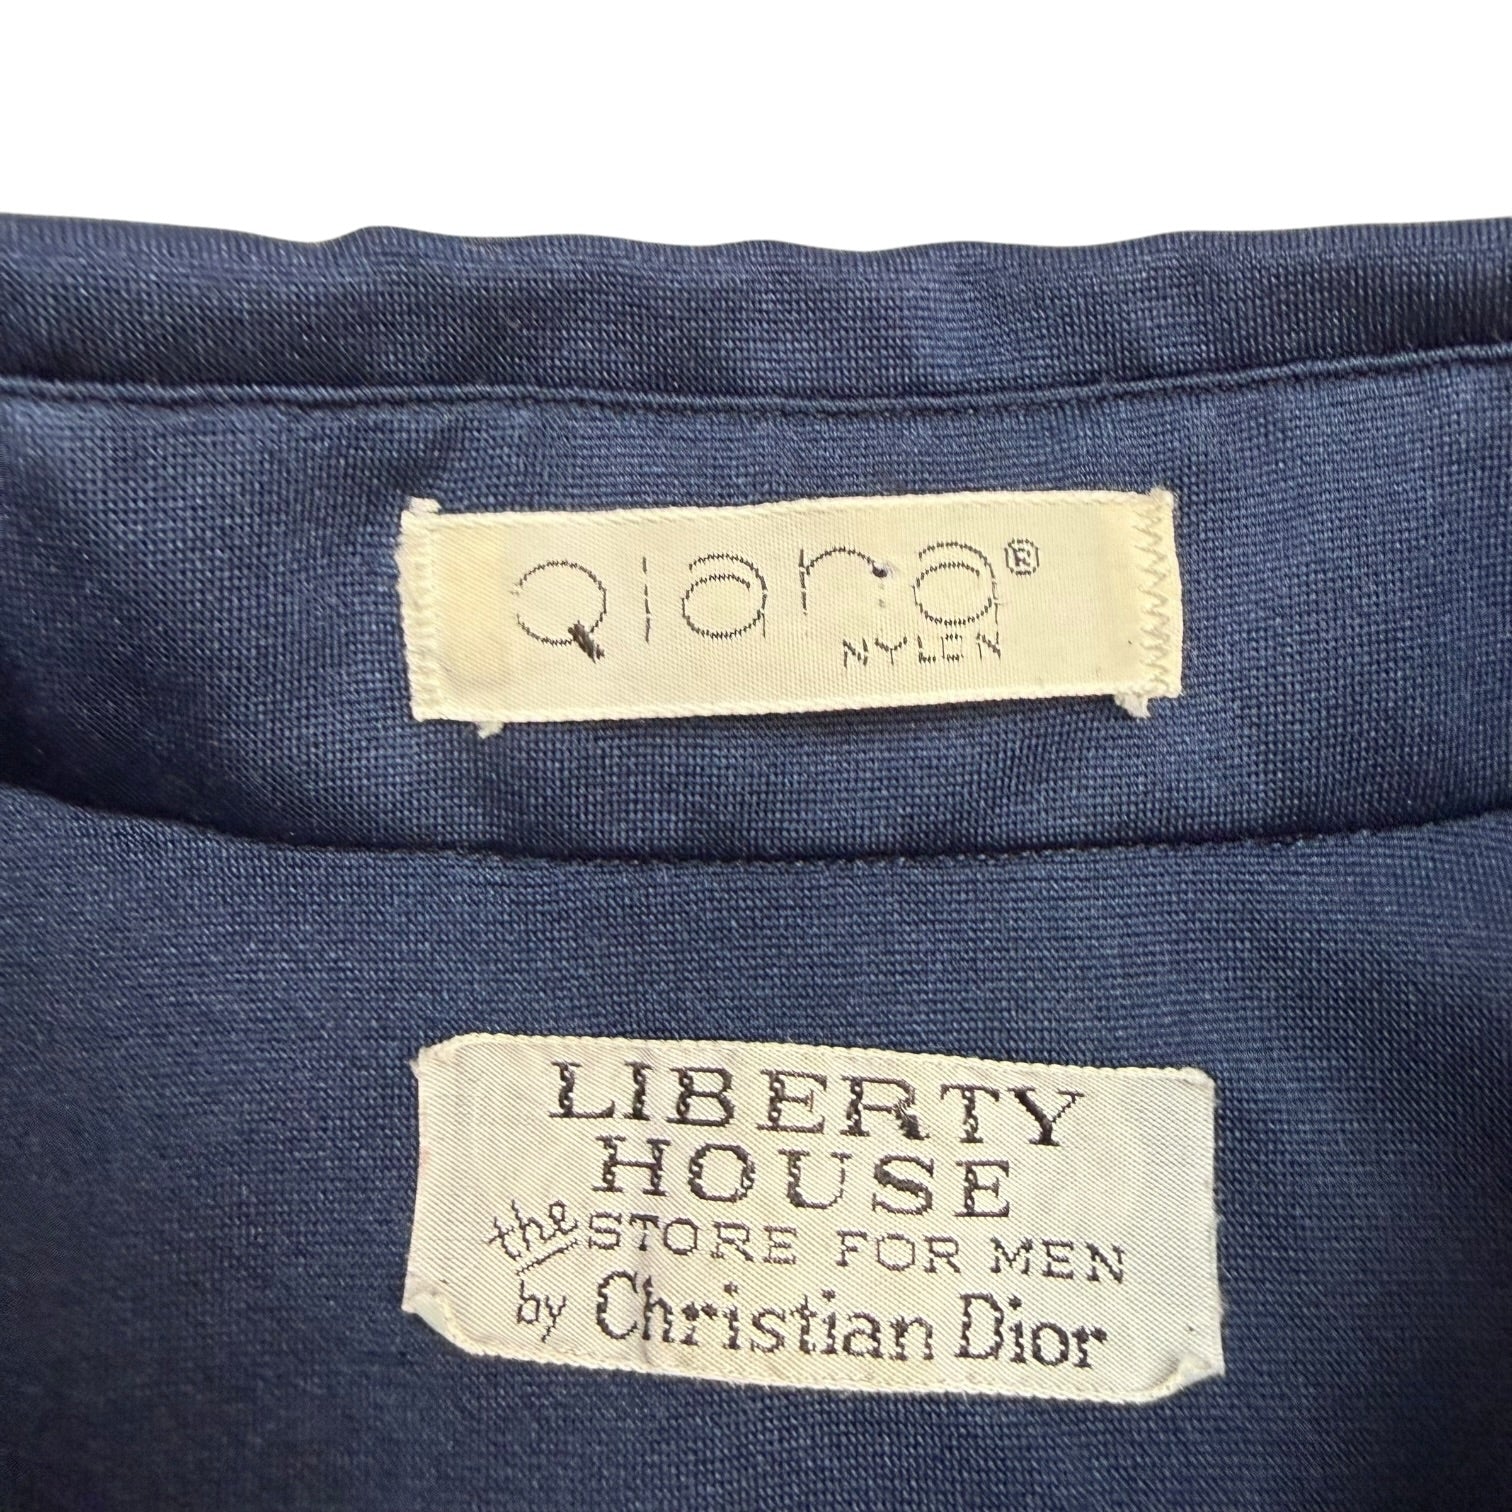 Qiana®
NYLON
LIBERTY
HOUSE
the STORE FOR MEN
by Christian Dior